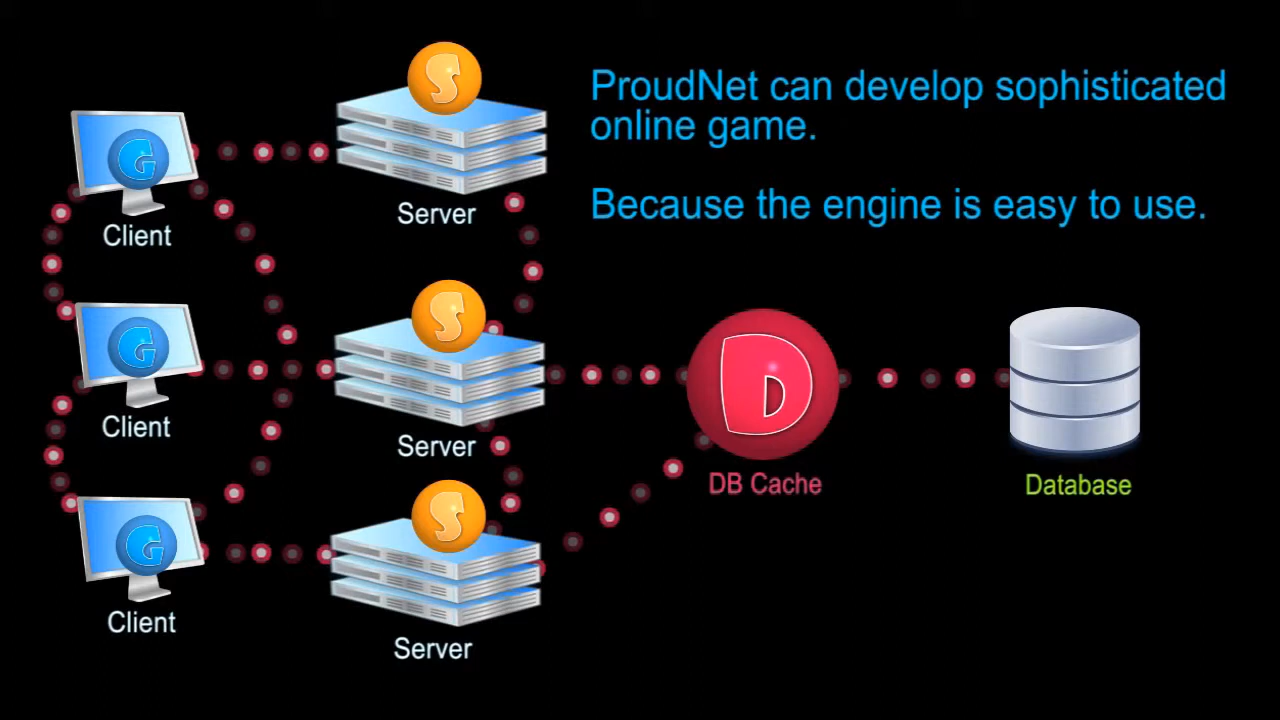 ProudNet can develop sophisticated
online game.
Because the engine is easy to use.
S
G
Server
Client
S
G
D
Server
Client
DB Cache
Database
S
G
Client
Server